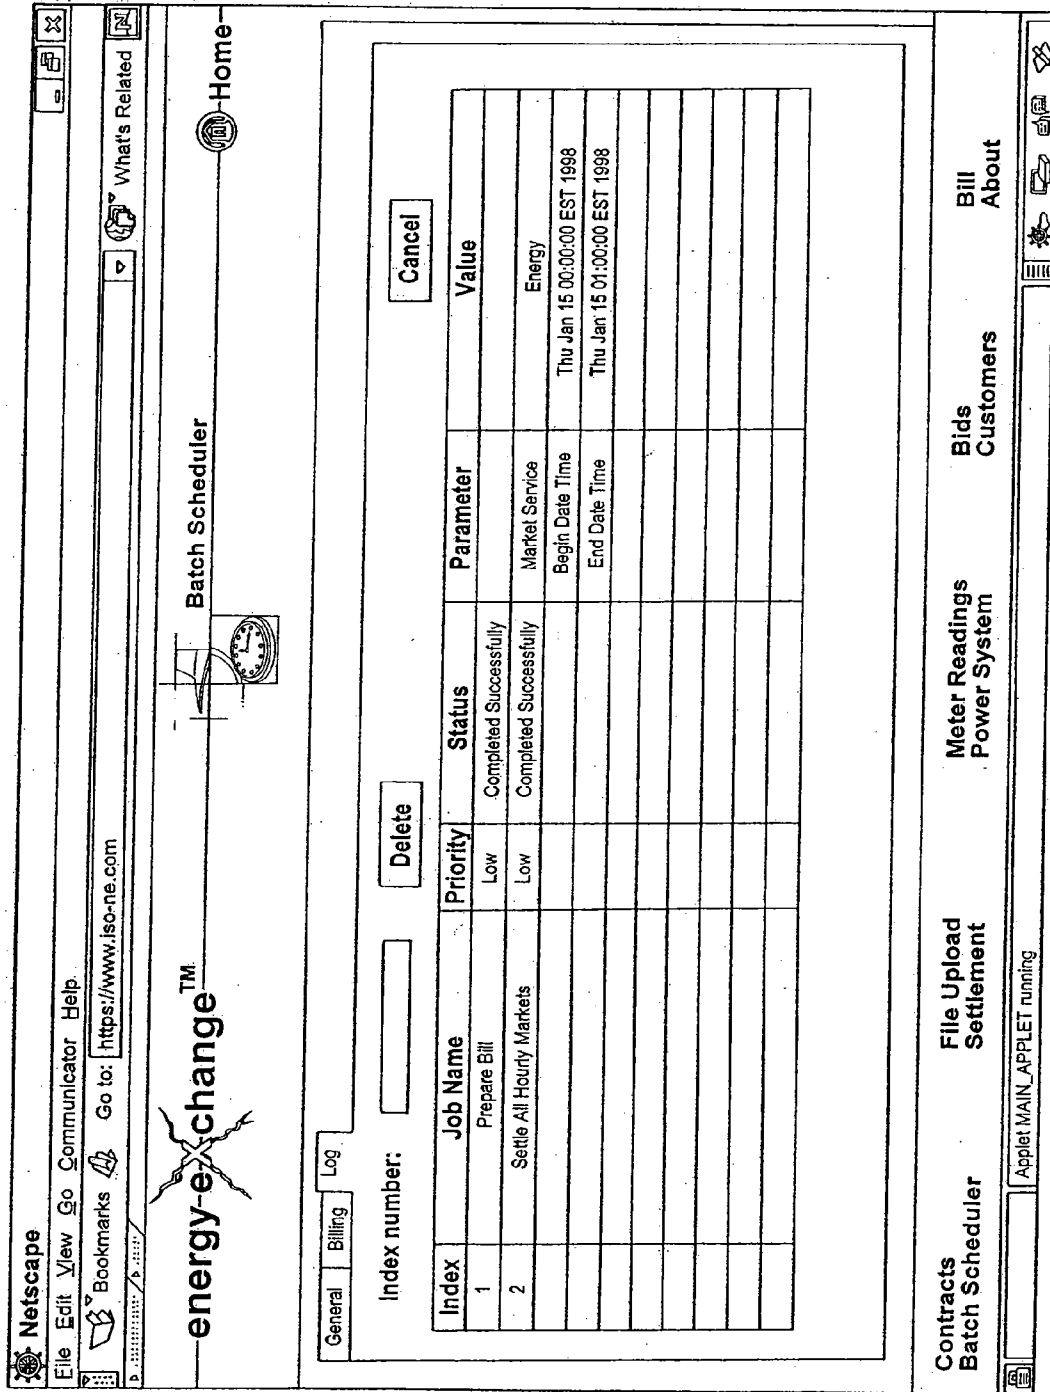 Netscape
File Edit View Go Communicator Help
Bookmarks Go to: https://www.iso-ne.com What's Related N
energy-e-xchange™ Batch Scheduler Home
General Billing Log
Index number: Delete Cancel
Index Job Name Priority Status Parameter Value
1 Prepare Bill Low Completed Successfully
2 Settle All Hourly Markets Low Completed Successfully Market Service Energy
Begin Date Time Thu Jan 15 00:00:00 EST 1998
End Date Time Thu Jan 15 01:00:00 EST 1998
Contracts File Upload Meter Readings Bids Bill
Batch Scheduler Settlement Power System Customers About
Applet MAIN_APPLET running